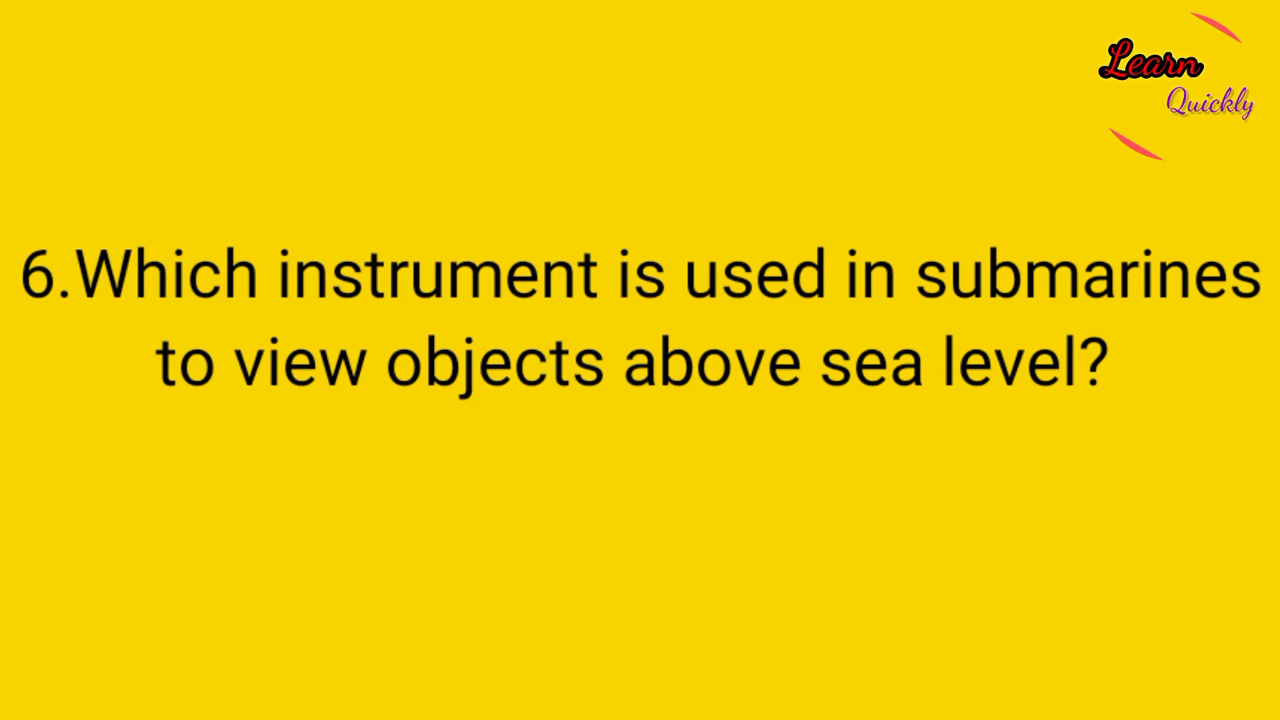 Learn
Quickly
6.Which instrument is used in submarines
to view objects above sea level?